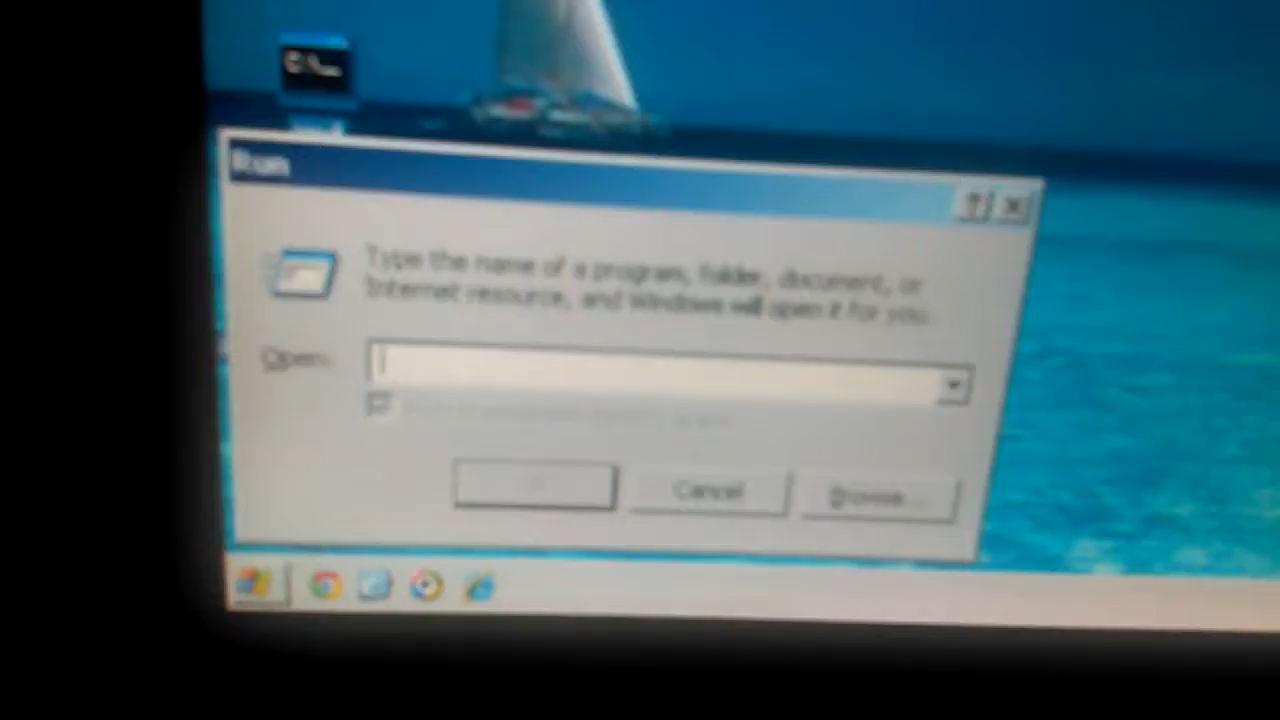 C:\_
Run
Type the name of a program, folder, document, or
Internet resource, and Windows will open it for you.
Open:
Cancel
Browse...